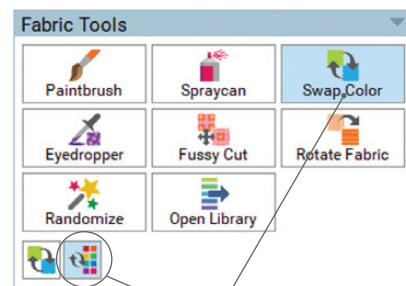 Fabric Tools
Paintbrush Spraycan Swap Color
Eyedropper Fussy Cut Rotate Fabric
Randomize Open Library